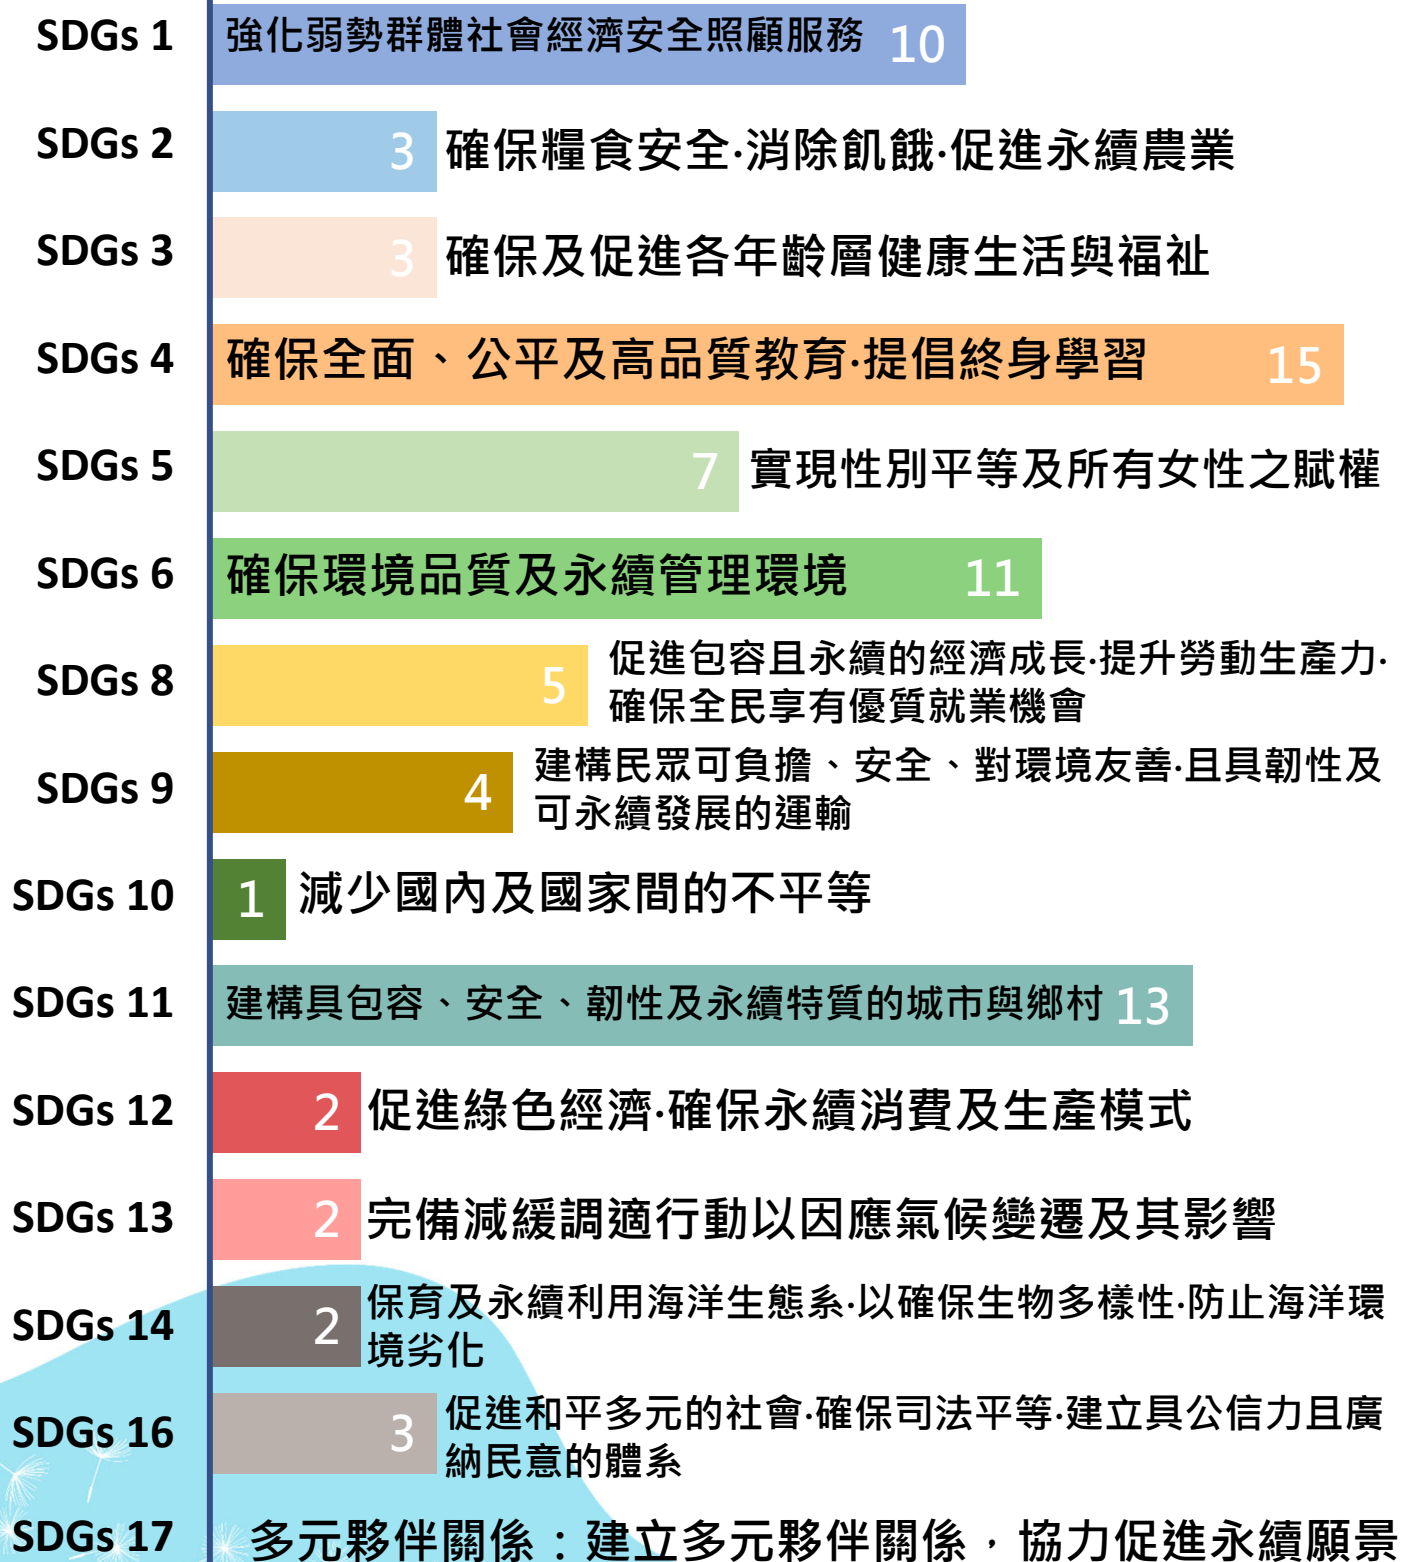 SDGs 1 強化弱勢群體社會經濟安全照顧服務 10
SDGs 2 3 確保糧食安全·消除飢餓·促進永續農業
SDGs 3 3 確保及促進各年齡層健康生活與福祉
SDGs 4 確保全面、公平及高品質教育·提倡終身學習 15
SDGs 5 7 實現性別平等及所有女性之賦權
SDGs 6 確保環境品質及永續管理環境 11
SDGs 8 5 促進包容且永續的經濟成長·提升勞動生產力·
確保全民享有優質就業機會
SDGs 9 4 建構民眾可負擔、安全、對環境友善·且具韌性及
可永續發展的運輸
SDGs 10 1 減少國內及國家間的不平等
SDGs 11 建構具包容、安全、韌性及永續特質的城市與鄉村 13
SDGs 12 2 促進綠色經濟·確保永續消費及生產模式
SDGs 13 2 完備減緩調適行動以因應氣候變遷及其影響
SDGs 14 2 保育及永續利用海洋生態系·以確保生物多樣性·防止海洋環
境劣化
SDGs 16 3 促進和平多元的社會·確保司法平等·建立具公信力且廣
納民意的體系
SDGs 17 多元夥伴關係：建立多元夥伴關係，協力促進永續願景